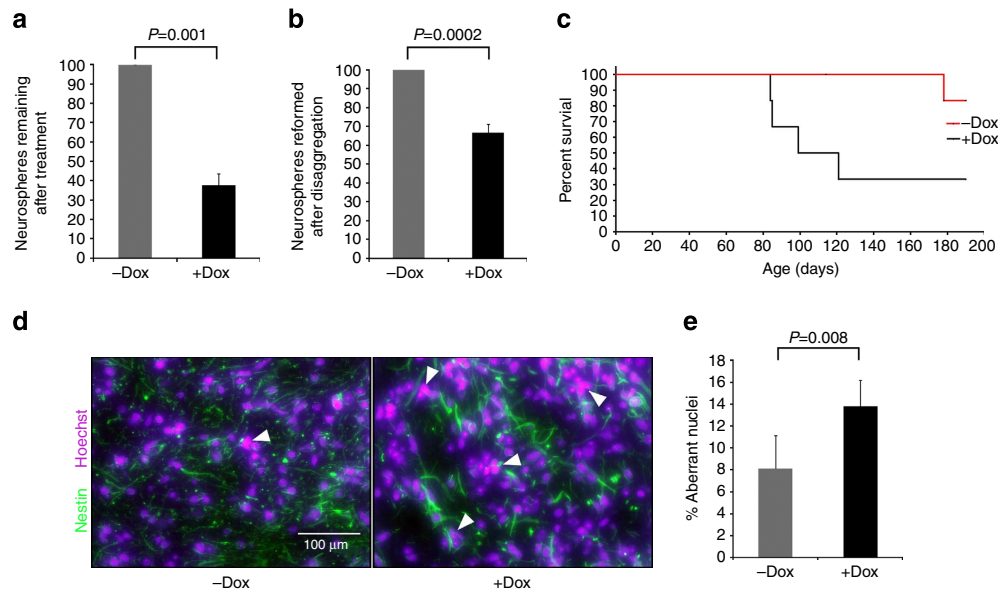 a
P=0.001
Neurospheres remaining
after treatment
100
90
80
70
60
50
40
30
20
10
0
–Dox
+Dox
b
P=0.0002
Neurospheres reformed
after disaggregation
100
90
80
70
60
50
40
30
20
10
0
–Dox
+Dox
c
Percent survial
100
90
80
70
60
50
40
30
20
10
0
0 20 40 60 80 100 120 140 160 180 200
Age (days)
–Dox
+Dox
d
Nestin Hoechst
100 μm
–Dox
+Dox
e
P=0.008
% Aberrant nuclei
18
16
14
12
10
8
6
4
2
0
–Dox
+Dox